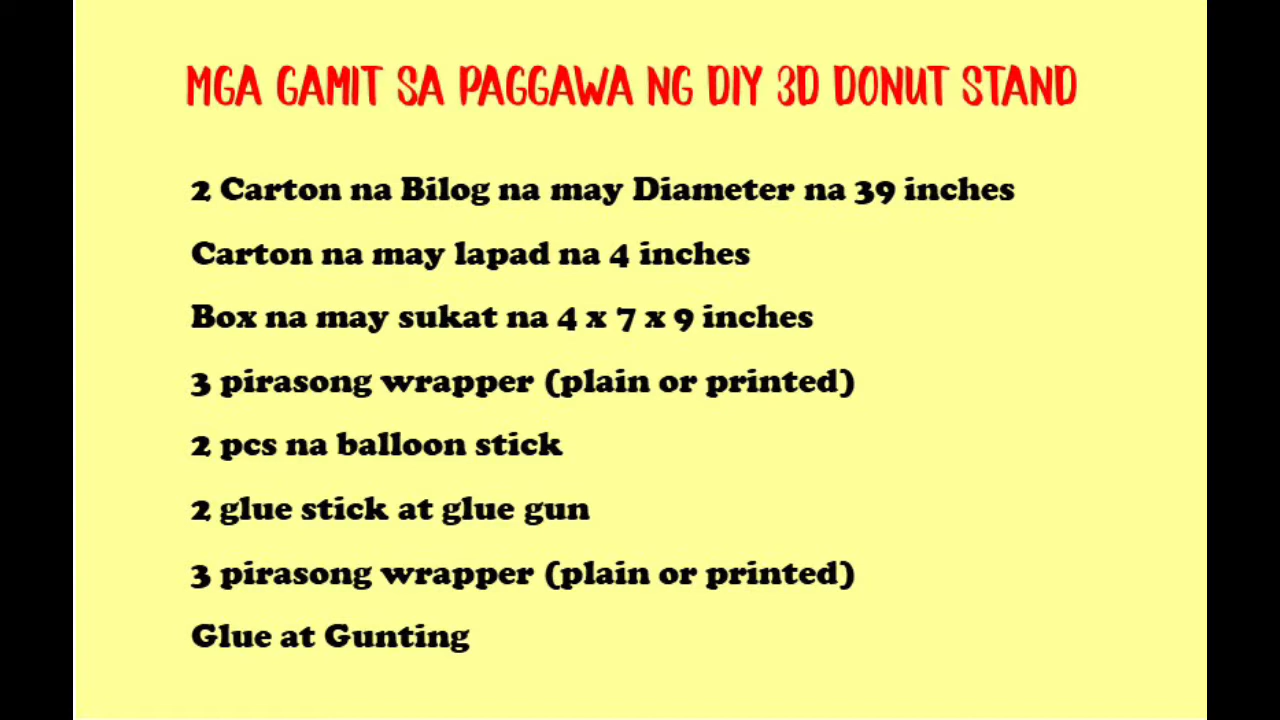 MGA GAMIT SA PAGGAWA NG DIY 3D DONUT STAND
2 Carton na Bilog na may Diameter na 39 inches
Carton na may lapad na 4 inches
Box na may sukat na 4 x 7 x 9 inches
3 pirasong wrapper (plain or printed)
2 pcs na balloon stick
2 glue stick at glue gun
3 pirasong wrapper (plain or printed)
Glue at Gunting